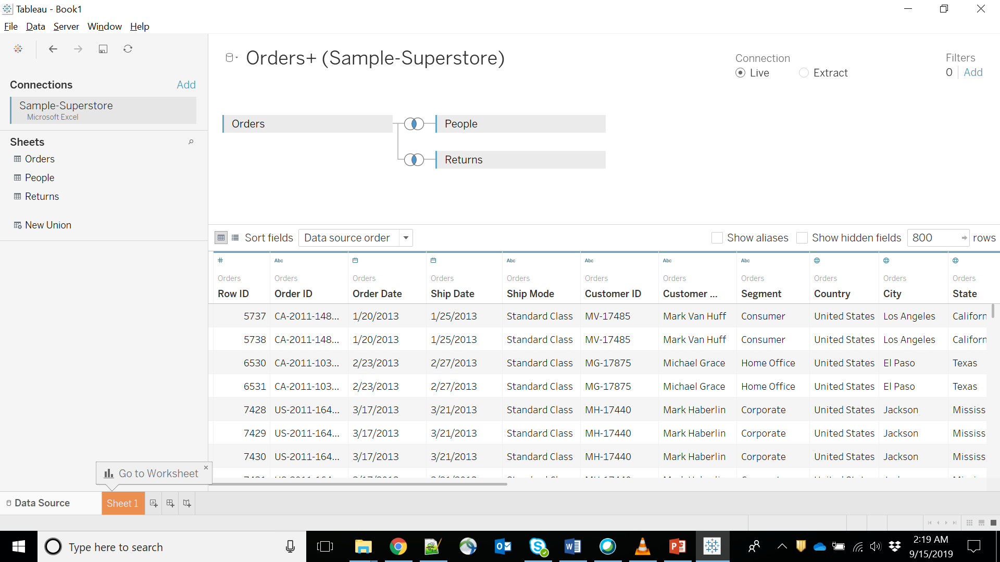 Tableau - Book1
File Data Server Window Help
Connections Add
Sample-Superstore
Microsoft Excel
Sheets
Orders
People
Returns
New Union
Orders+ (Sample-Superstore)
Connection
Live Extract
Filters
0 Add
Orders
People
Returns
Sort fields Data source order Show aliases Show hidden fields 800 rows
# Abc Abc Abc Abc Abc
Orders Orders Orders Orders Orders Orders Orders Orders Orders Orders Orders
Row ID Order ID Order Date Ship Date Ship Mode Customer ID Customer ... Segment Country City State
5737 CA-2011-148... 1/20/2013 1/25/2013 Standard Class MV-17485 Mark Van Huff Consumer United States Los Angeles Californ
5738 CA-2011-148... 1/20/2013 1/25/2013 Standard Class MV-17485 Mark Van Huff Consumer United States Los Angeles Californ
6530 CA-2011-103... 2/23/2013 2/27/2013 Standard Class MG-17875 Michael Grace Home Office United States El Paso Texas
6531 CA-2011-103... 2/23/2013 2/27/2013 Standard Class MG-17875 Michael Grace Home Office United States El Paso Texas
7428 US-2011-164... 3/17/2013 3/21/2013 Standard Class MH-17440 Mark Haberlin Corporate United States Jackson Mississ
7429 US-2011-164... 3/17/2013 3/21/2013 Standard Class MH-17440 Mark Haberlin Corporate United States Jackson Mississ
7430 US-2011-164... 3/17/2013 3/21/2013 Standard Class MH-17440 Mark Haberlin Corporate United States Jackson Mississ
Go to Worksheet
Data Source Sheet 1
Type here to search
2:19 AM
9/15/2019